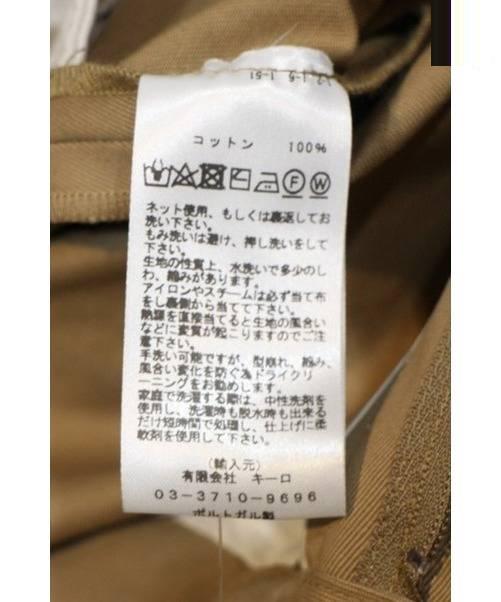 コットン 100%
ネット使用、もしくは裏返してお
洗い下さい。
もみ洗いは避け、押し洗いをして
下さい。
生地の性質上、水洗いで多少のし
わ、縮みがあります。
アイロンやスチームは必ず当て布
をし裏側から当てて下さい。
熱類を直接当てると生地の風合い
などに変質が起こりますのでご注
意下さい。
手洗い可能ですが、型崩れ、縮み、
風合い変化を防ぐ為ドライクリ
ーニングをお勧めします。
家庭で洗濯する際は、中性洗剤を
使用し、洗濯時も脱水時も出来る
だけ短時間で処理し、仕上げに柔
軟剤を使用して下さい。
(輸入元)
有限会社 キーロ
03-3710-9696
ポルトガル製